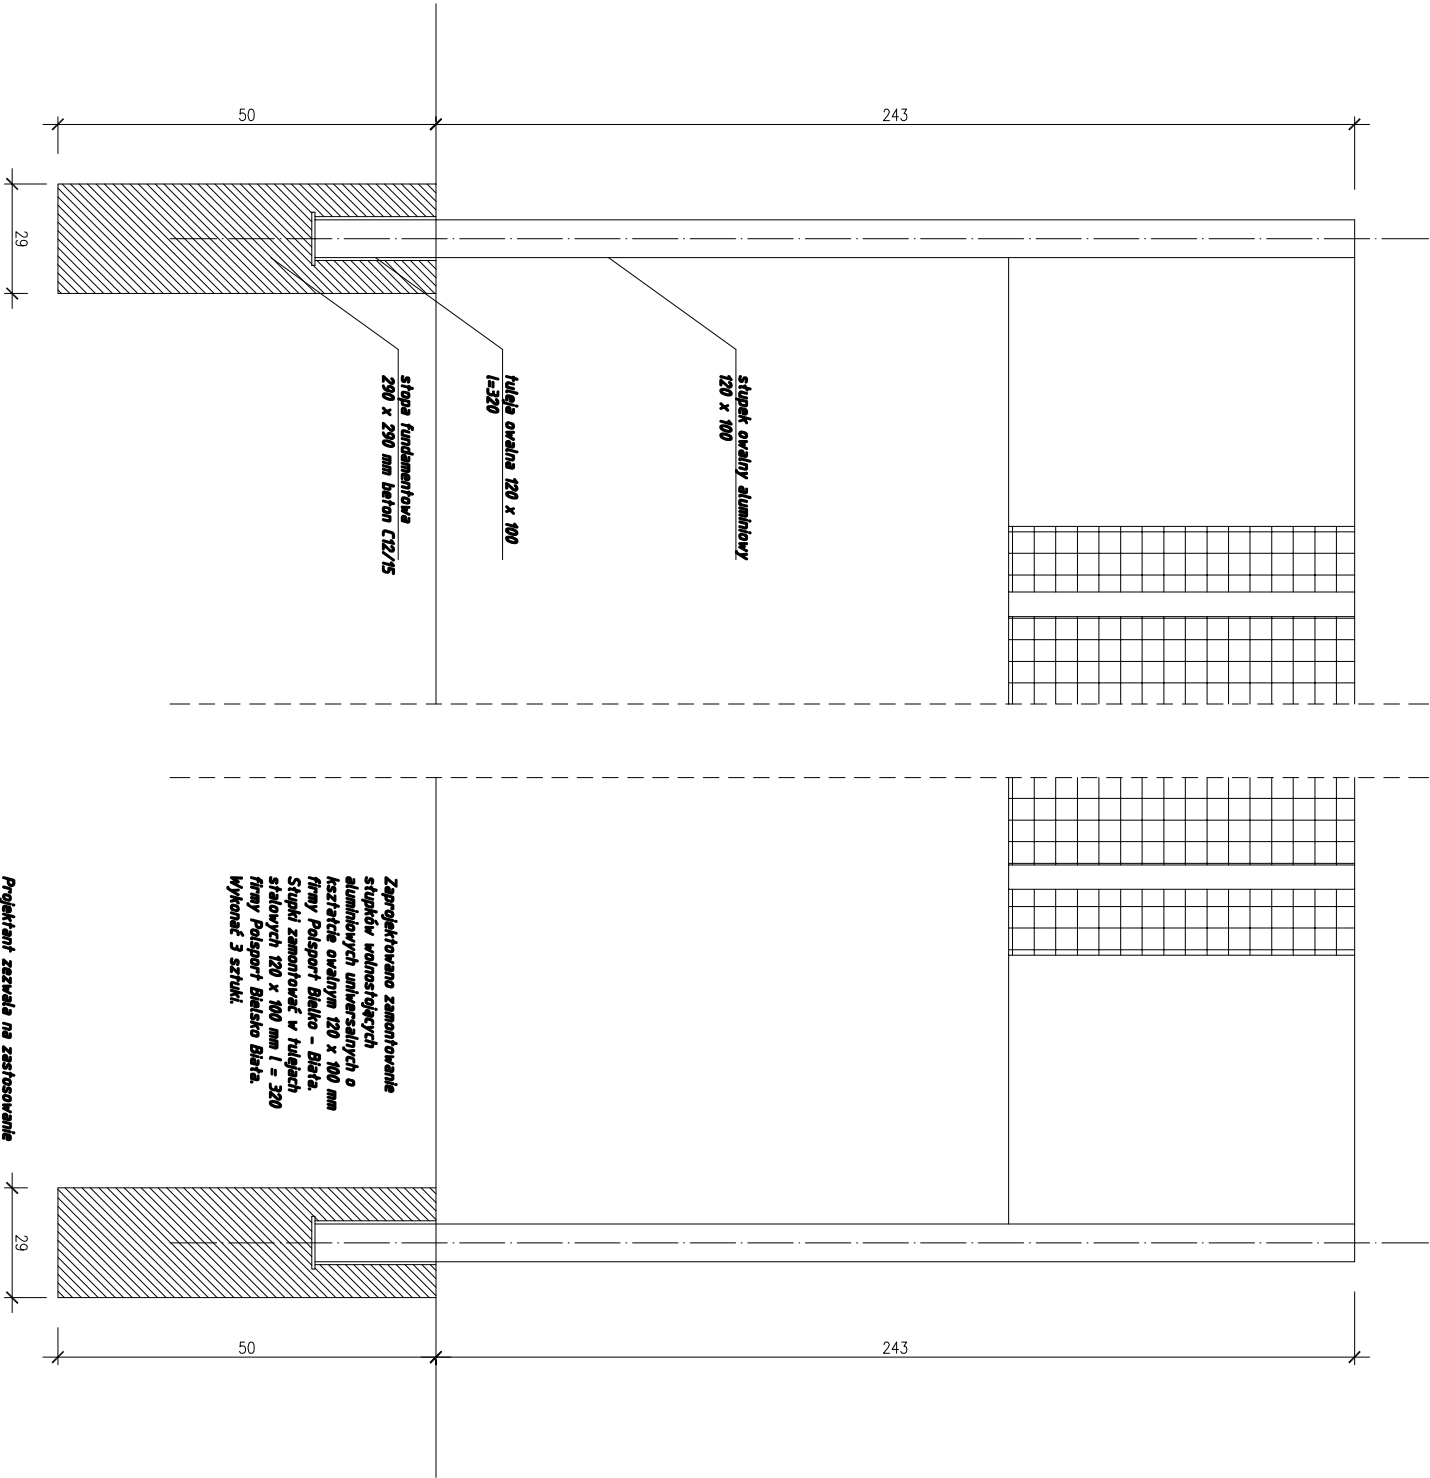 243
50
29
słupek owalny aluminiowy
120 x 100
tuleja owalna 120 x 100
l=320
stopa fundamentowa
290 x 290 mm beton C12/15
Zaprojektowano zamontowanie
słupków wolnostojących
aluminiowych uniwersalnych o
kształcie owalnym 120 x 100 mm
firmy Polsport Bielko - Biała.
Słupki zamontować w tulejach
stalowych 120 x 100 mm l = 320
firmy Polsport Bielsko Biała.
Wykonać 3 sztuki.
Projektant zezwala na zastosowanie
243
50
29